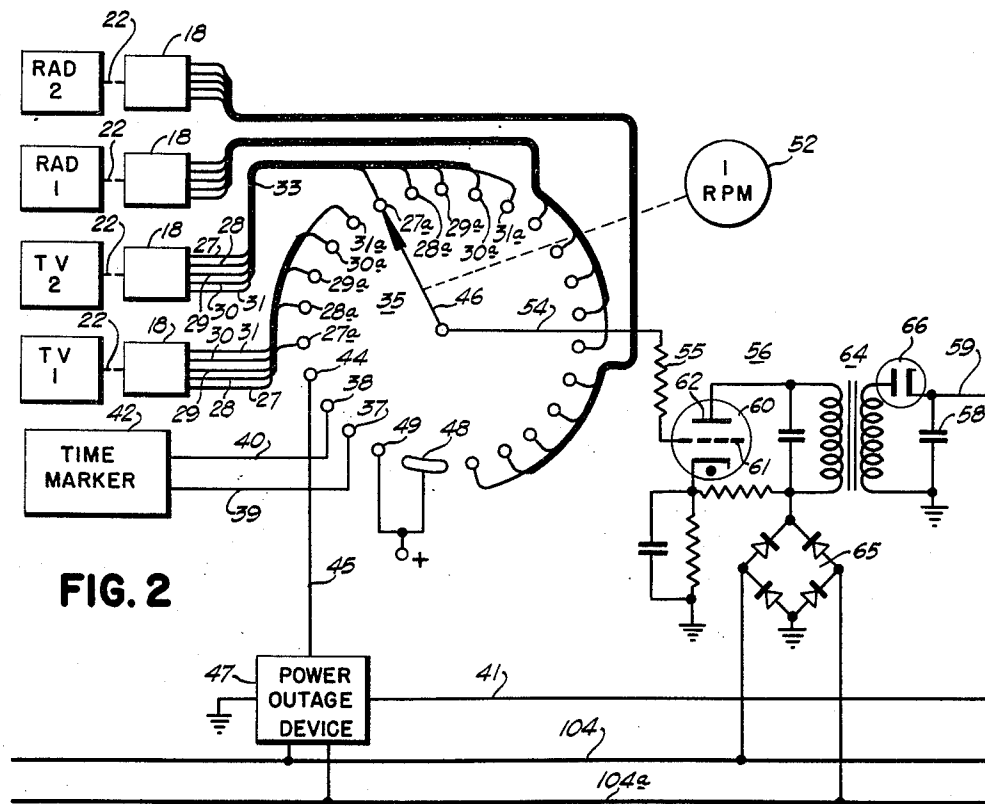 22
18
RAD
2
52
22
18
RAD
1
1
RPM
33
22
18
27
28
TV
2
29
30
31
27a
28a
29a
30a
31a
31a
30a
29a
28a
27a
35
46
54
55
56
64
66
59
22
18
30
31
TV
1
29
28
27
44
38
37
62
60
61
58
42
TIME
MARKER
40
39
49
48
+
65
FIG. 2
45
47
POWER
OUTAGE
DEVICE
41
104
104a